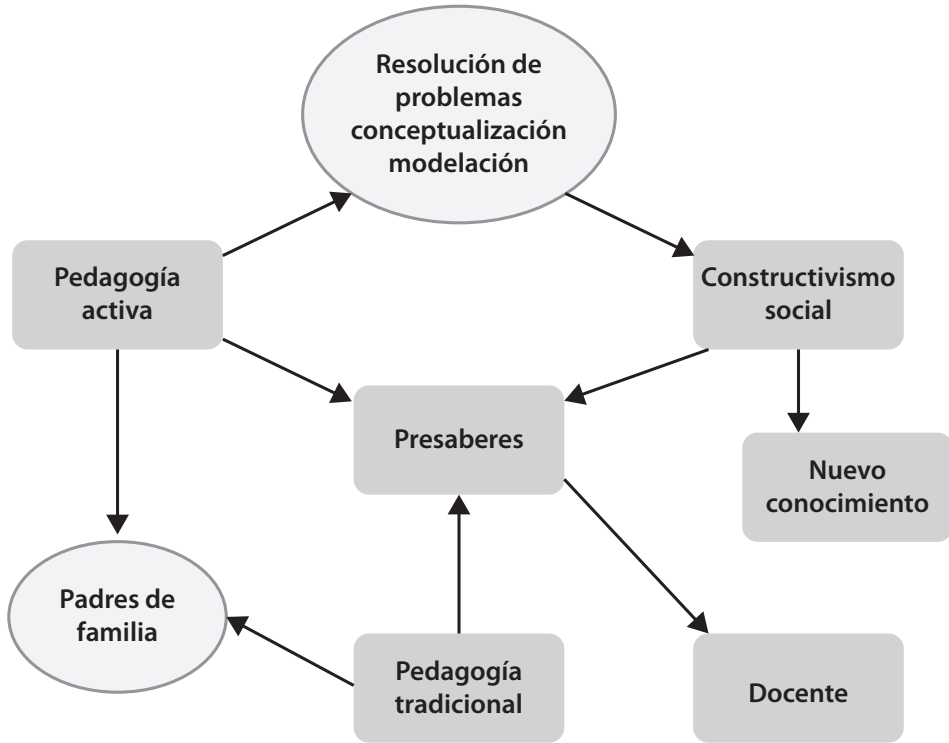 Resolución de
problemas
conceptualización
modelación
Pedagogía
activa
Constructivismo
social
Presaberes
Nuevo
conocimiento
Padres de
familia
Pedagogía
tradicional
Docente